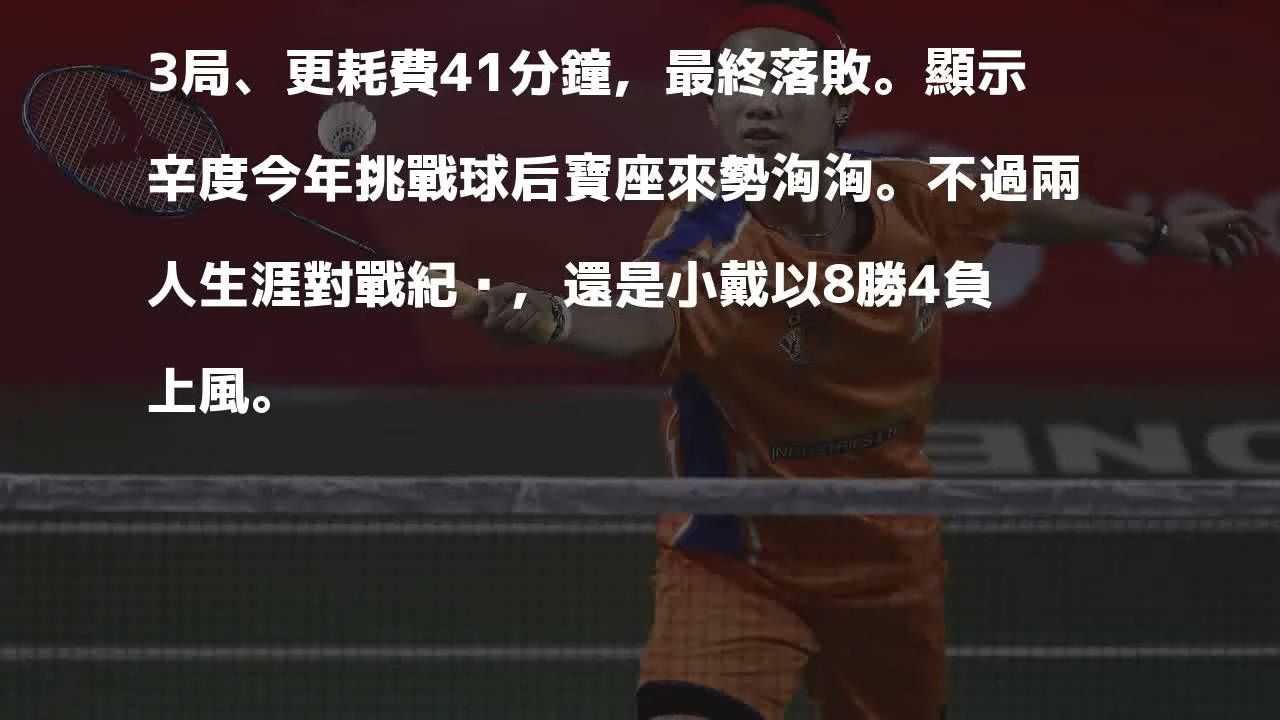 3局、更耗費41分鐘，最終落敗。顯示
辛度今年挑戰球后寶座來勢洶洶。不過兩
人生涯對戰紀▪，還是小戴以8勝4負
上風。
INDUSTRIES